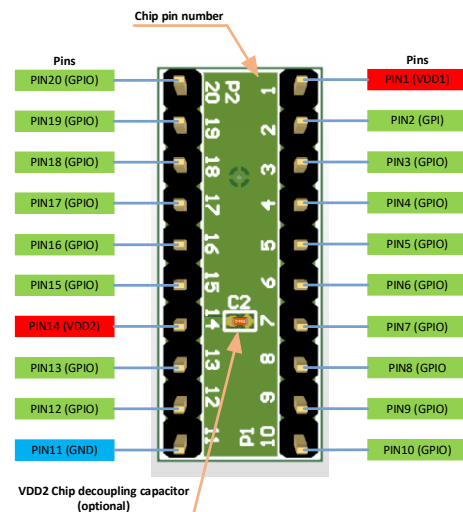 Chip pin number
Pins
Pins
PIN20 (GPIO)
PIN19 (GPIO)
PIN18 (GPIO)
PIN17 (GPIO)
PIN16 (GPIO)
PIN15 (GPIO)
PIN14 (VDD2)
PIN13 (GPIO)
PIN12 (GPIO)
PIN11 (GND)
P2
20
19
18
17
16
15
14
13
12
11
C2
1
2
3
4
5
6
7
8
9
10
P1
PIN1 (VDD1)
PIN2 (GPI)
PIN3 (GPIO)
PIN4 (GPIO)
PIN5 (GPIO)
PIN6 (GPIO)
PIN7 (GPIO)
PIN8 (GPIO
PIN9 (GPIO)
PIN10 (GPIO)
VDD2 Chip decoupling capacitor
(optional)